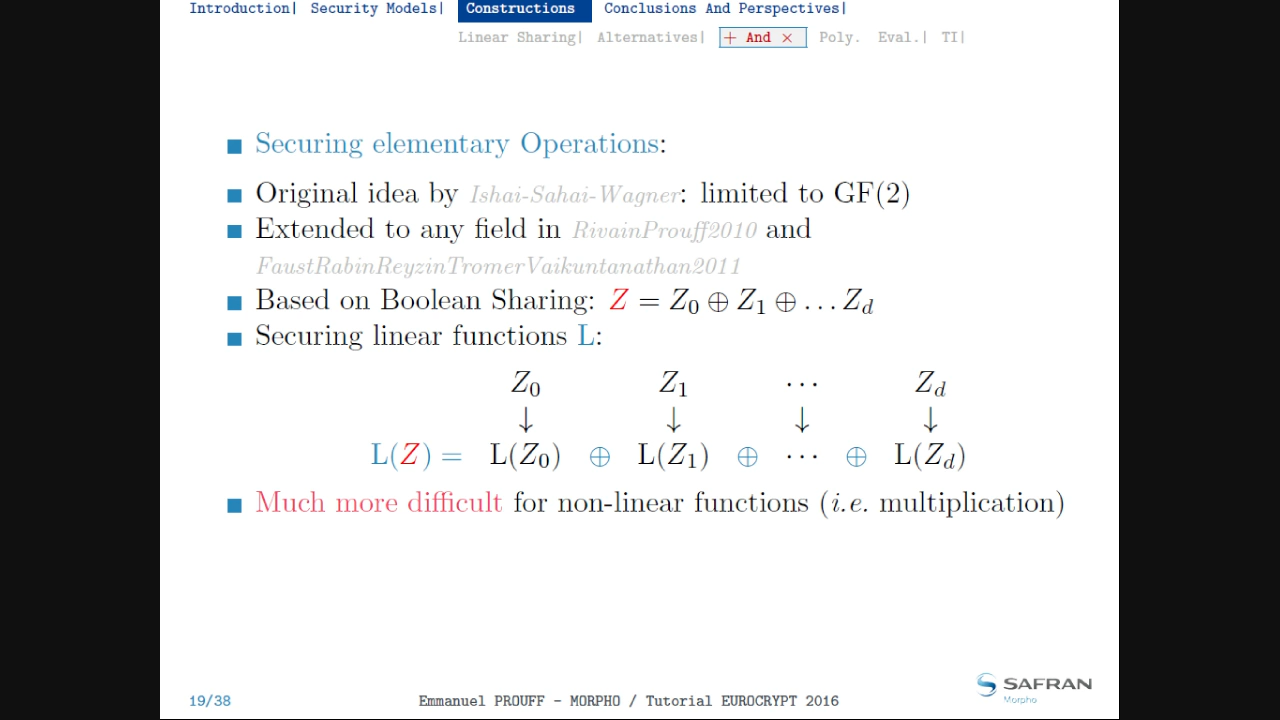 Introduction| Security Models| Constructions Conclusions And Perspectives|
Linear Sharing| Alternatives| + And × Poly. Eval.| TI|
Securing elementary Operations:
Original idea by Ishai-Sahai-Wagner: limited to GF(2)
Extended to any field in RivainProuff2010 and
FaustRabinReyzinTromerVaikuntanathan2011
Based on Boolean Sharing: Z = Z₀ ⊕ Z₁ ⊕ … Z_d
Securing linear functions L:
Z₀ Z₁ ⋯ Z_d
↓ ↓ ↓ ↓
L(Z) = L(Z₀) ⊕ L(Z₁) ⊕ ⋯ ⊕ L(Z_d)
Much more difficult for non-linear functions (i.e. multiplication)
SAFRAN
Morpho
19/38 Emmanuel PROUFF - MORPHO / Tutorial EUROCRYPT 2016